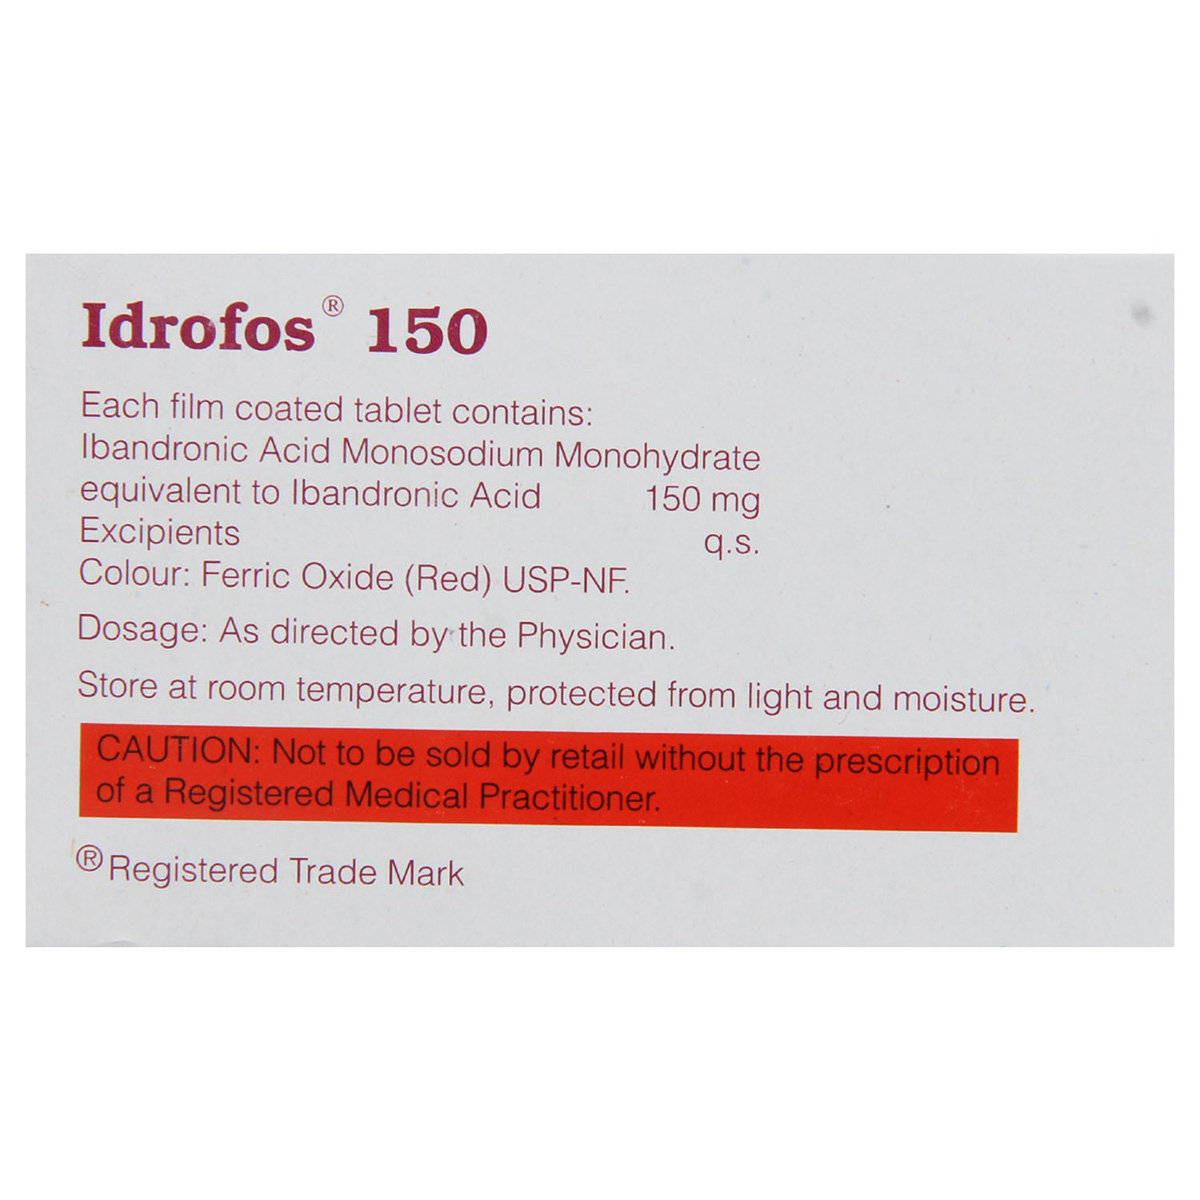 Idrofos® 150
Each film coated tablet contains:
Ibandronic Acid Monosodium Monohydrate
equivalent to Ibandronic Acid 150 mg
Excipients q.s.
Colour: Ferric Oxide (Red) USP-NF.
Dosage: As directed by the Physician.
Store at room temperature, protected from light and moisture.
CAUTION: Not to be sold by retail without the prescription
of a Registered Medical Practitioner.
® Registered Trade Mark